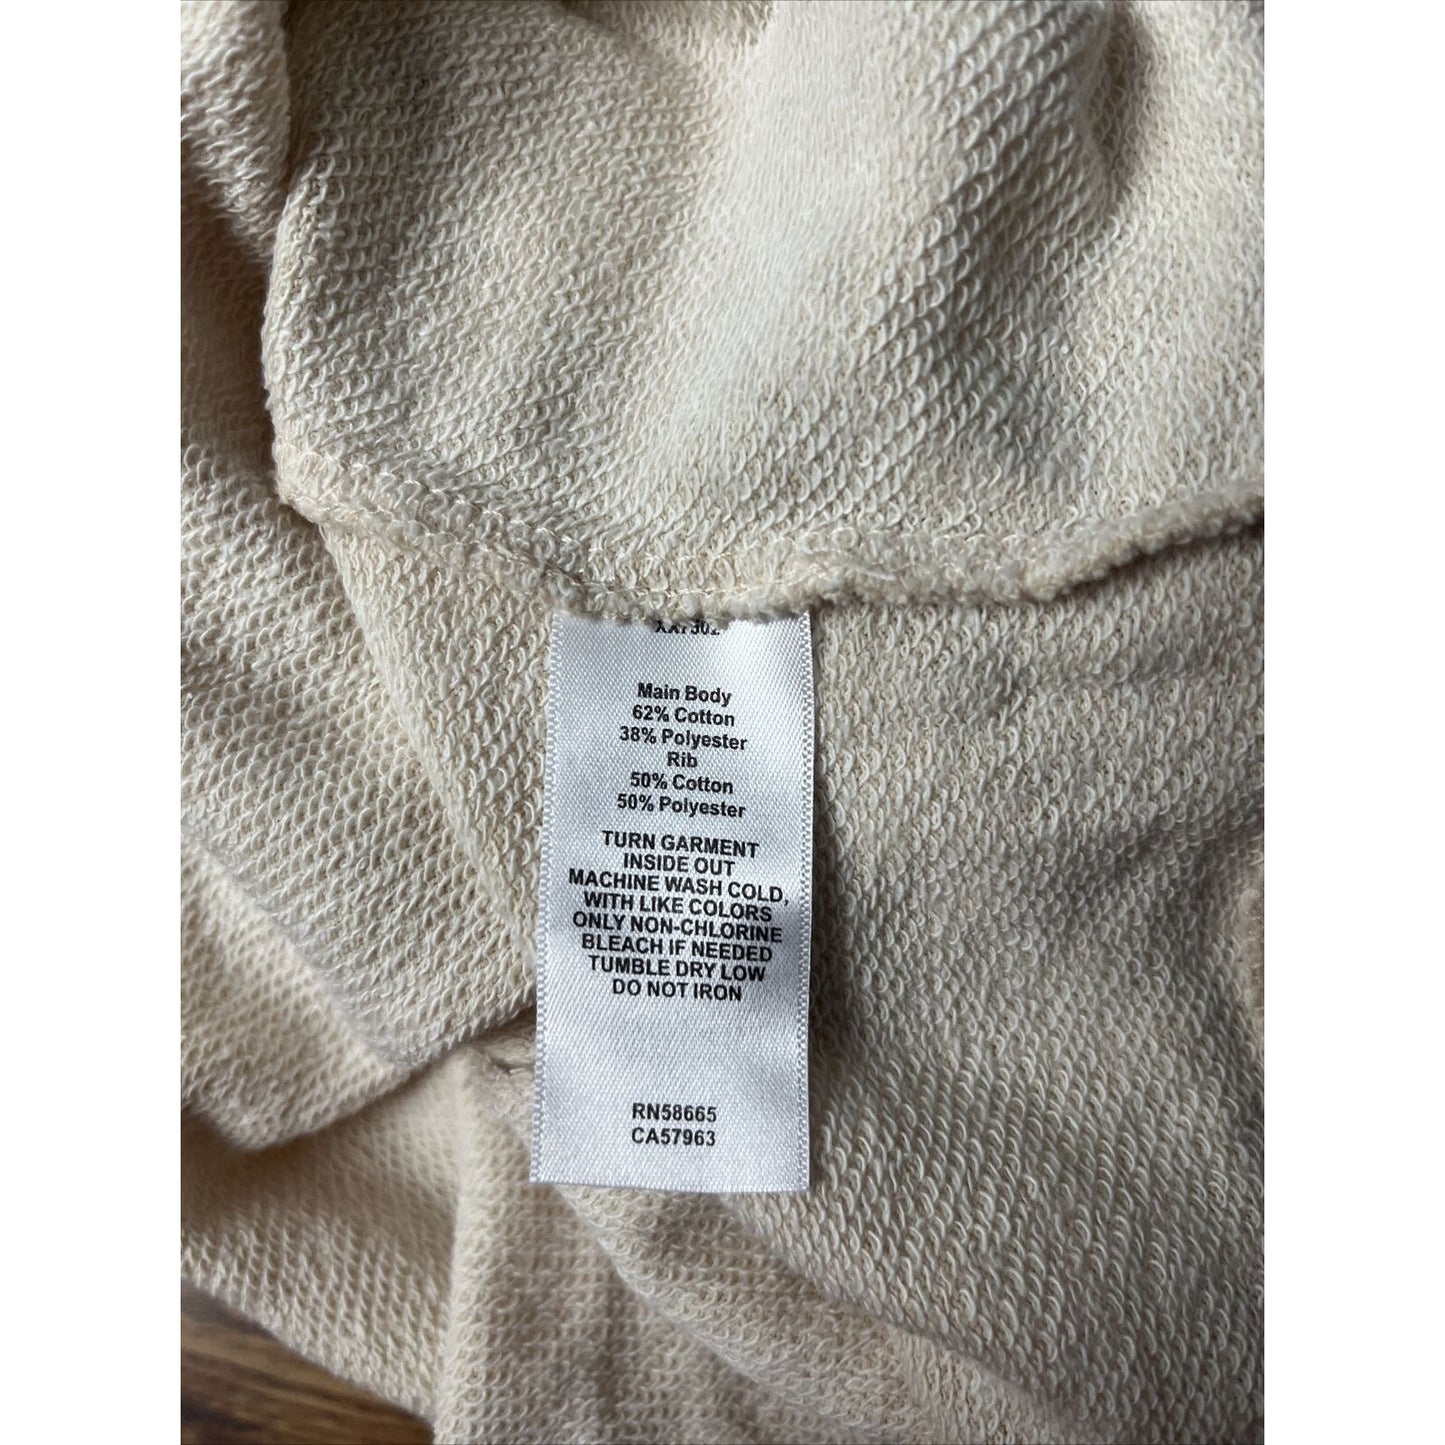 Main Body
62% Cotton
38% Polyester
Rib
50% Cotton
50% Polyester
TURN GARMENT
INSIDE OUT
MACHINE WASH COLD,
WITH LIKE COLORS
ONLY NON-CHLORINE
BLEACH IF NEEDED
TUMBLE DRY LOW
DO NOT IRON
RN58665
CA57963